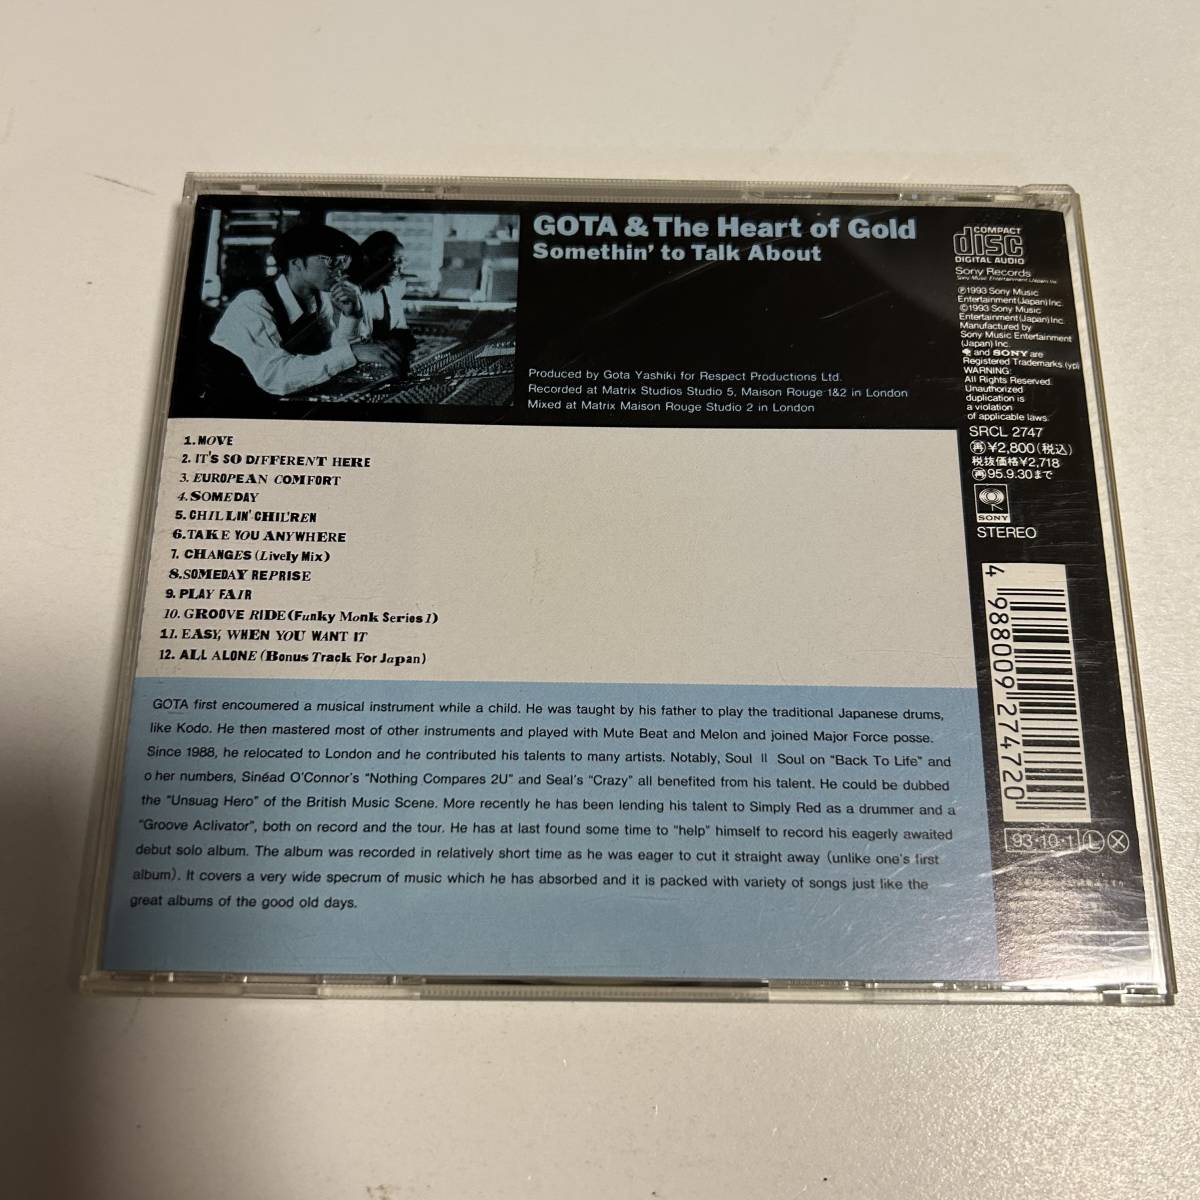 GOTA & The Heart of Gold
Somethin' to Talk About
Produced by Gota Yashiki for Respect Productions Ltd.
Recorded at Matrix Studios Studio 5, Maison Rouge 1&2 in London
Mixed at Matrix Maison Rouge Studio 2 in London
1. MOVE
2. IT'S SO DIFFERENT HERE
3. EUROPEAN COMFORT
4. SOMEDAY
5. CHILLIN' CHIL'REN
6. TAKE YOU ANYWHERE
7. CHANGES (Lively Mix)
8. SOMEDAY REPRISE
9. PLAY FAIR
10. GROOVE RIDE (Funky Monk Series 1)
11. EASY, WHEN YOU WANT IT
12. ALL ALONE (Bonus Track For Japan)
GOTA first encoumered a musical instrument while a child. He was taught by his father to play the traditional Japanese drums,
like Kodo. He then mastered most of other instruments and played with Mute Beat and Melon and joined Major Force posse.
Since 1988, he relocated to London and he contributed his talents to many artists. Notably, Soul II Soul on "Back To Life" and
o her numbers, Sinéad O'Connor's "Nothing Compares 2U" and Seal's "Crazy" all benefited from his talent. He could be dubbed
the "Unsuag Hero" of the British Music Scene. More recently he has been lending his talent to Simply Red as a drummer and a
"Groove Aclivator", both on record and the tour. He has at last found some time to "help" himself to record his eagerly awaited
debut solo album. The album was recorded in relatively short time as he was eager to cut it straight away (unlike one's first
album). It covers a very wide specrum of music which he has absorbed and it is packed with variety of songs just like the
great albums of the good old days.
COMPACT
disc
DIGITAL AUDIO
Sony Records
Sony Music Entertainment (Japan) Inc.
℗1993 Sony Music
Entertainment (Japan) Inc.
©1993 Sony Music
Entertainment (Japan) Inc.
Manufactured by
Sony Music Entertainment
(Japan) Inc.
and SONY are
Registered Trademarks (yp)
WARNING:
All Rights Reserved.
Unauthorized
duplication is
a violation
of applicable laws.
SRCL 2747
再¥2,800(税込)
税抜価格¥2,718
再95.9.30まで
SONY
STEREO
4 988009 274720
93·10·1 L X